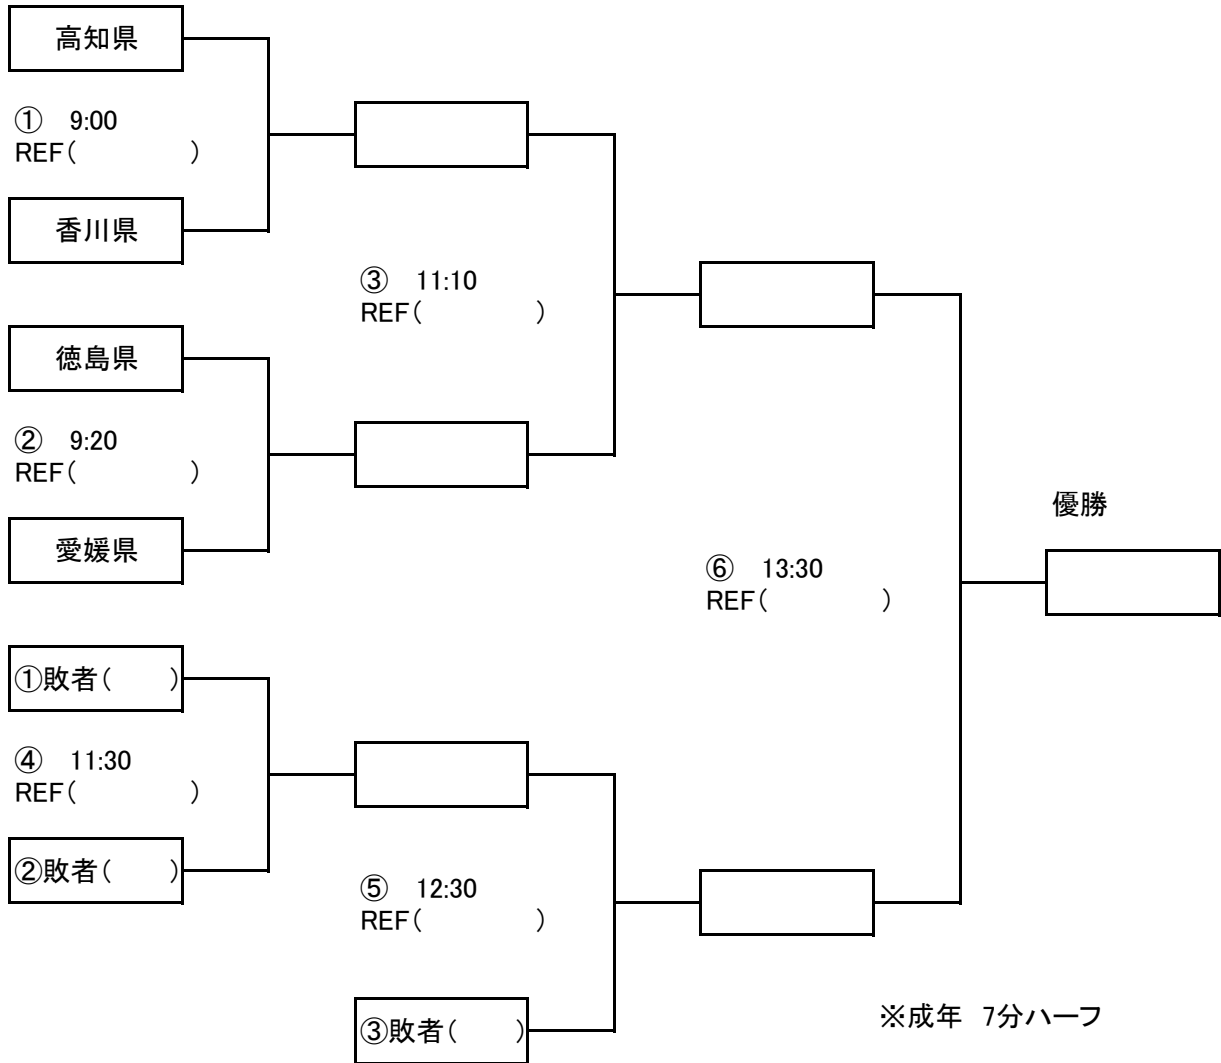 高知県
① 9:00
REF( )
香川県
③ 11:10
REF( )
徳島県
② 9:20
REF( )
愛媛県
優勝
⑥ 13:30
REF( )
①敗者( )
④ 11:30
REF( )
②敗者( )
⑤ 12:30
REF( )
③敗者( )
※成年 7分ハーフ